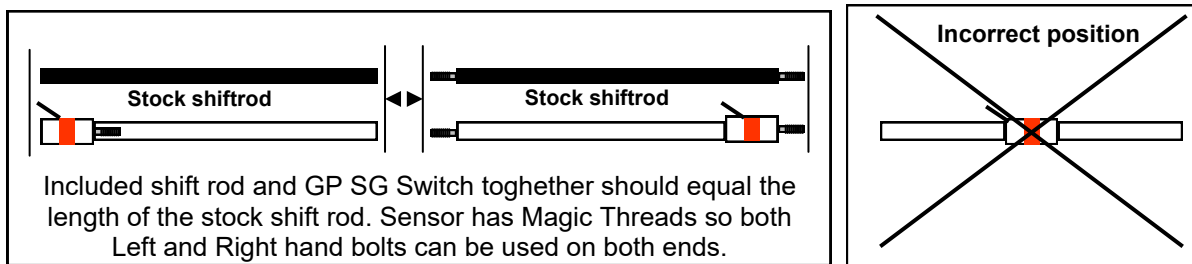 Stock shiftrod
Stock shiftrod
Included shift rod and GP SG Switch toghether should equal the
length of the stock shift rod. Sensor has Magic Threads so both
Left and Right hand bolts can be used on both ends.
Incorrect position